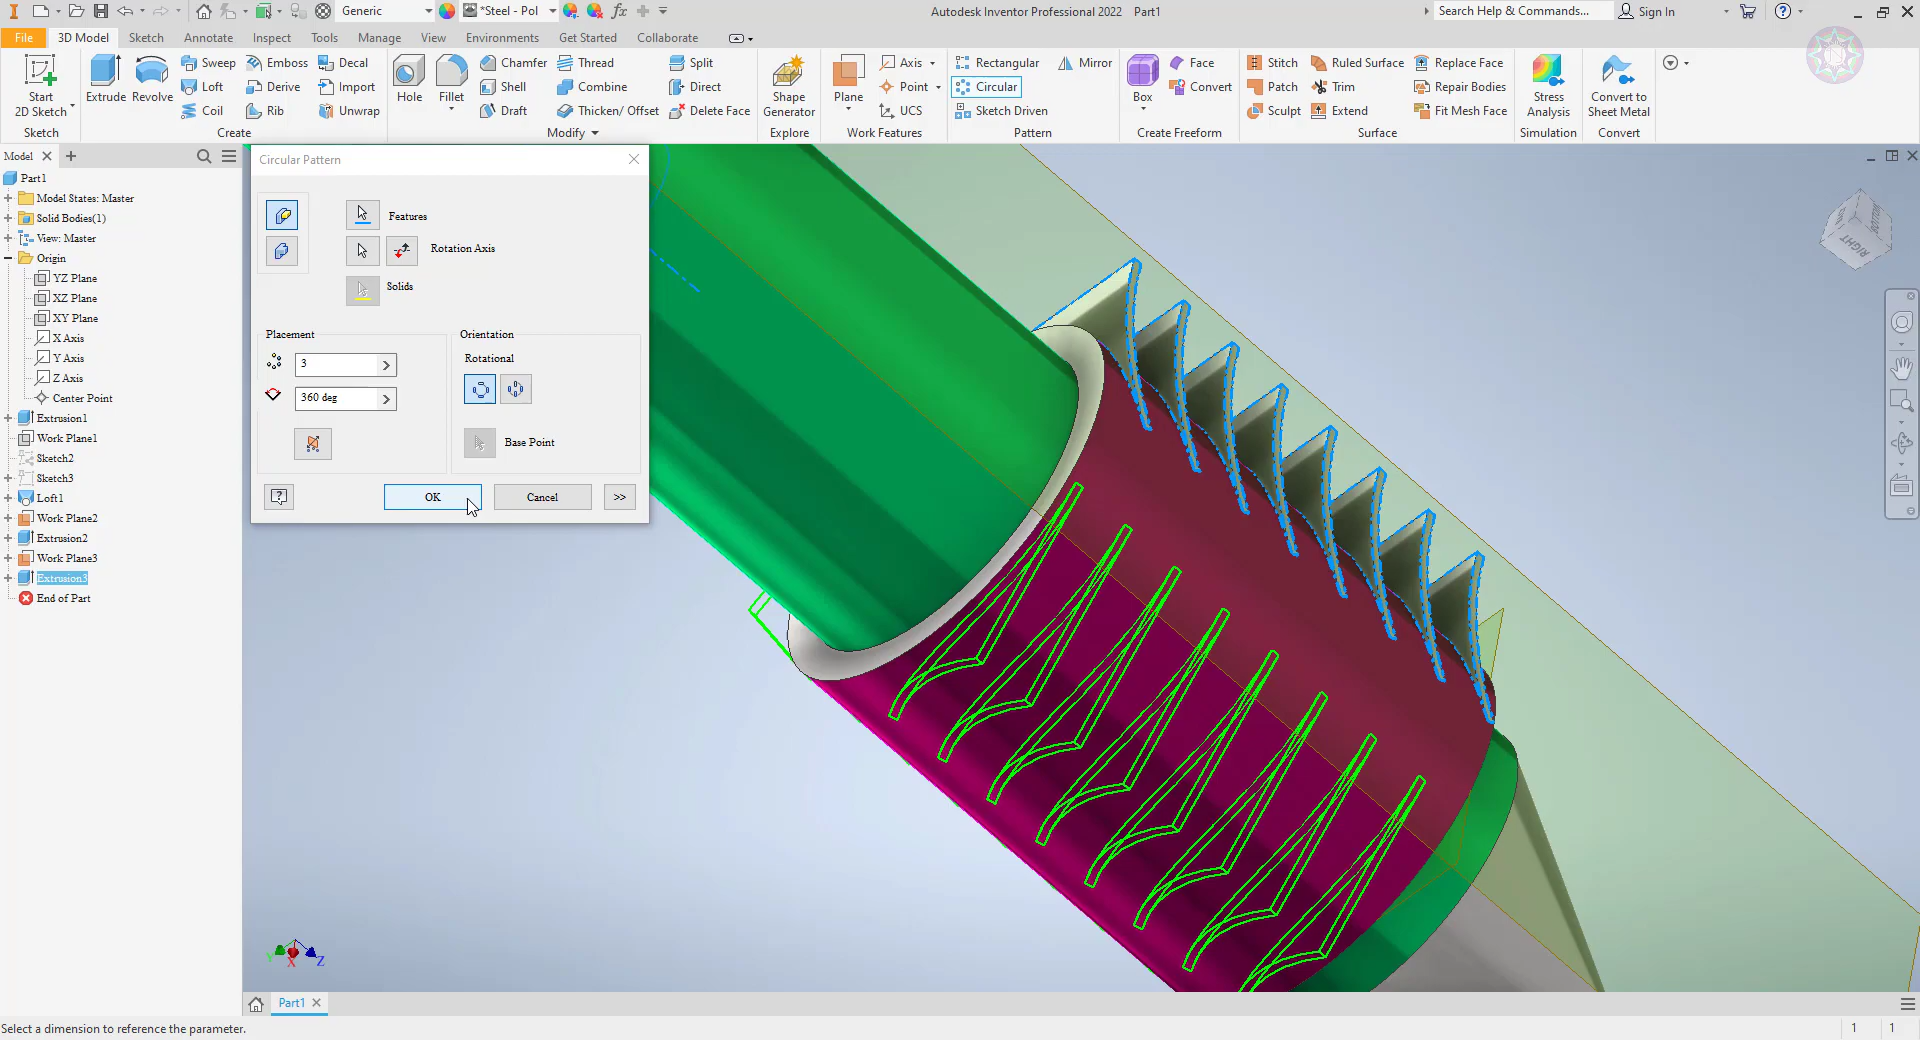 Generic
*Steel - Pol
fx
Autodesk Inventor Professional 2022 Part1
Search Help & Commands...
Sign In
File
3D Model
Sketch
Annotate
Inspect
Tools
Manage
View
Environments
Get Started
Collaborate
Start
2D Sketch
Sketch
Extrude
Revolve
Sweep
Loft
Coil
Emboss
Derive
Rib
Decal
Import
Unwrap
Create
Hole
Fillet
Chamfer
Shell
Draft
Thread
Combine
Thicken/ Offset
Split
Direct
Delete Face
Modify
Shape
Generator
Explore
Plane
Axis
Point
UCS
Work Features
Rectangular
Circular
Sketch Driven
Mirror
Pattern
Box
Face
Convert
Create Freeform
Stitch
Patch
Sculpt
Ruled Surface
Trim
Extend
Replace Face
Repair Bodies
Fit Mesh Face
Surface
Stress
Analysis
Simulation
Convert to
Sheet Metal
Convert
Model
Part1
Model States: Master
Solid Bodies(1)
View: Master
Origin
YZ Plane
XZ Plane
XY Plane
X Axis
Y Axis
Z Axis
Center Point
Extrusion1
Work Plane1
Sketch2
Sketch3
Loft1
Work Plane2
Extrusion2
Work Plane3
Extrusion3
End of Part
Circular Pattern
Features
Rotation Axis
Solids
Placement
3
360 deg
Orientation
Rotational
Base Point
OK
Cancel
>>
RIGHT
Y
X
Z
Part1
Select a dimension to reference the parameter.
1
1